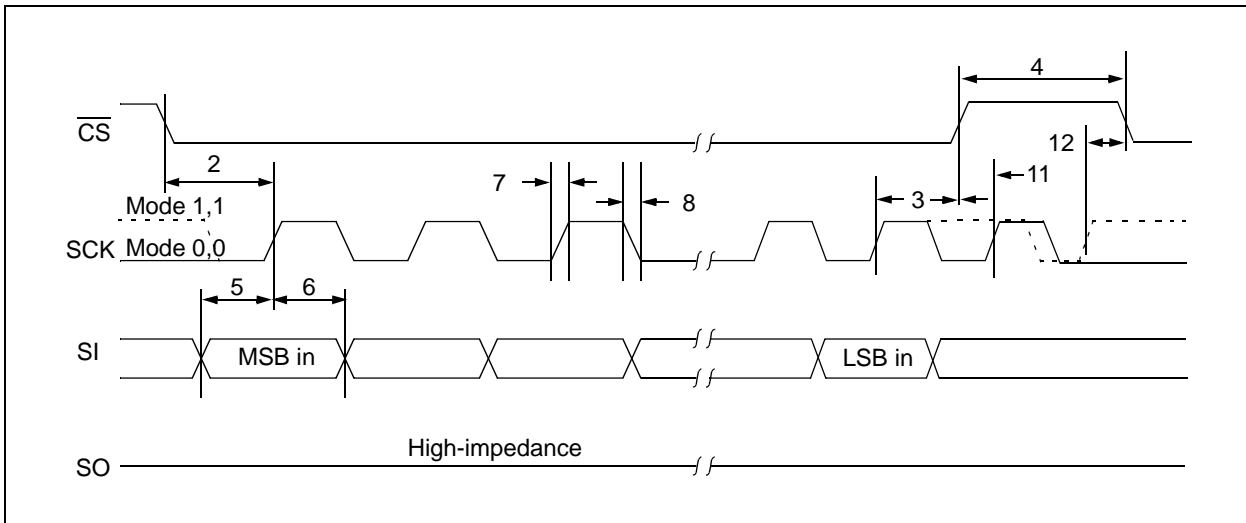 4
CS
12
2
11
7
8
3
Mode 1,1
SCK Mode 0,0
5
6
SI
MSB in
LSB in
High-impedance
SO